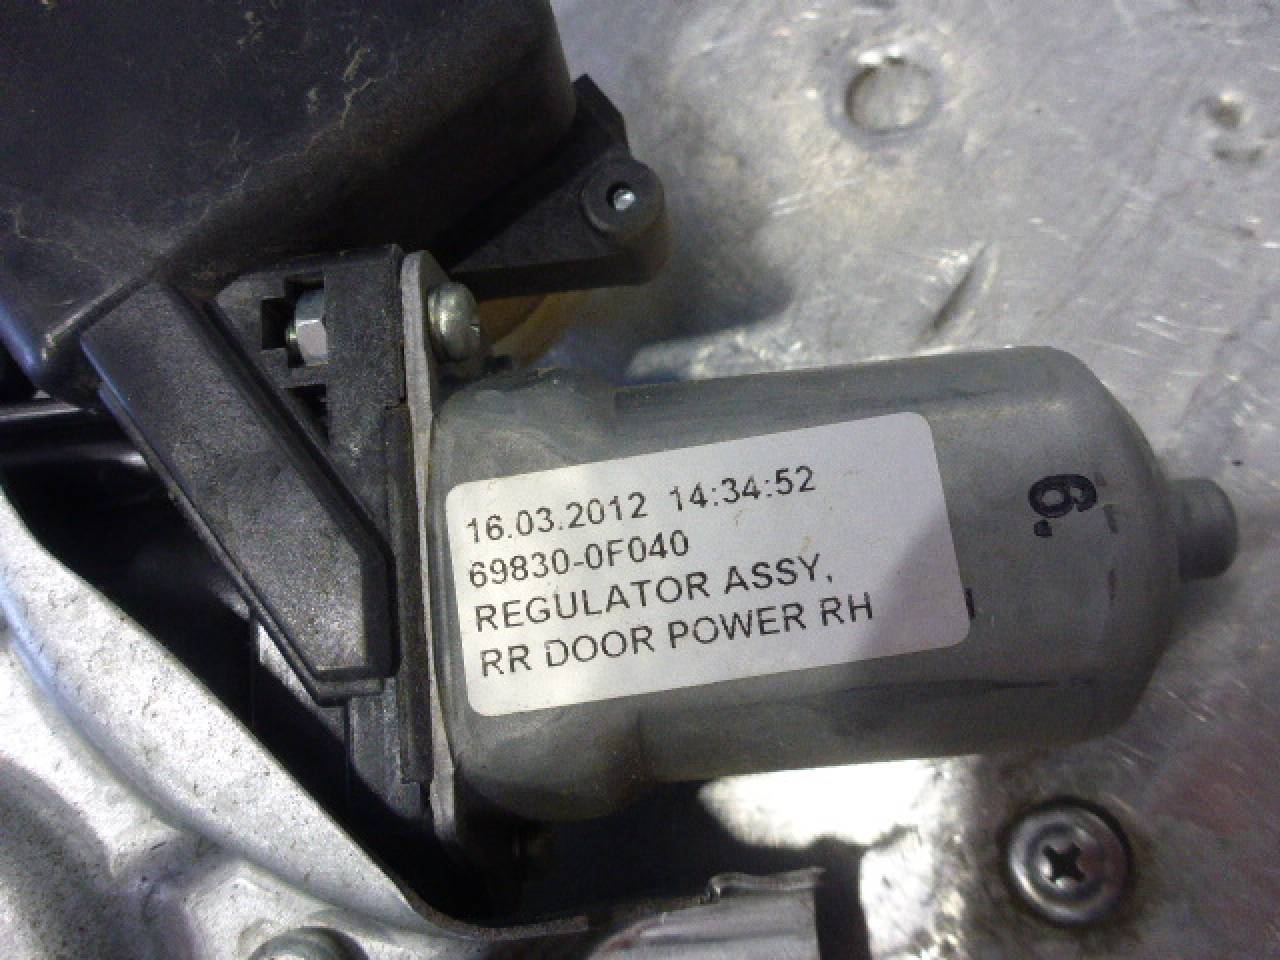 16.03.2012 14:34:52
69830-0F040
REGULATOR ASSY,
RR DOOR POWER RH
6.